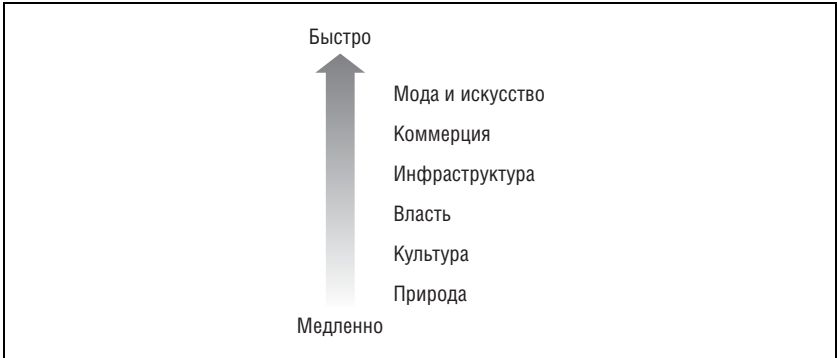 Быстро
Мода и искусство
Коммерция
Инфраструктура
Власть
Культура
Природа
Медленно